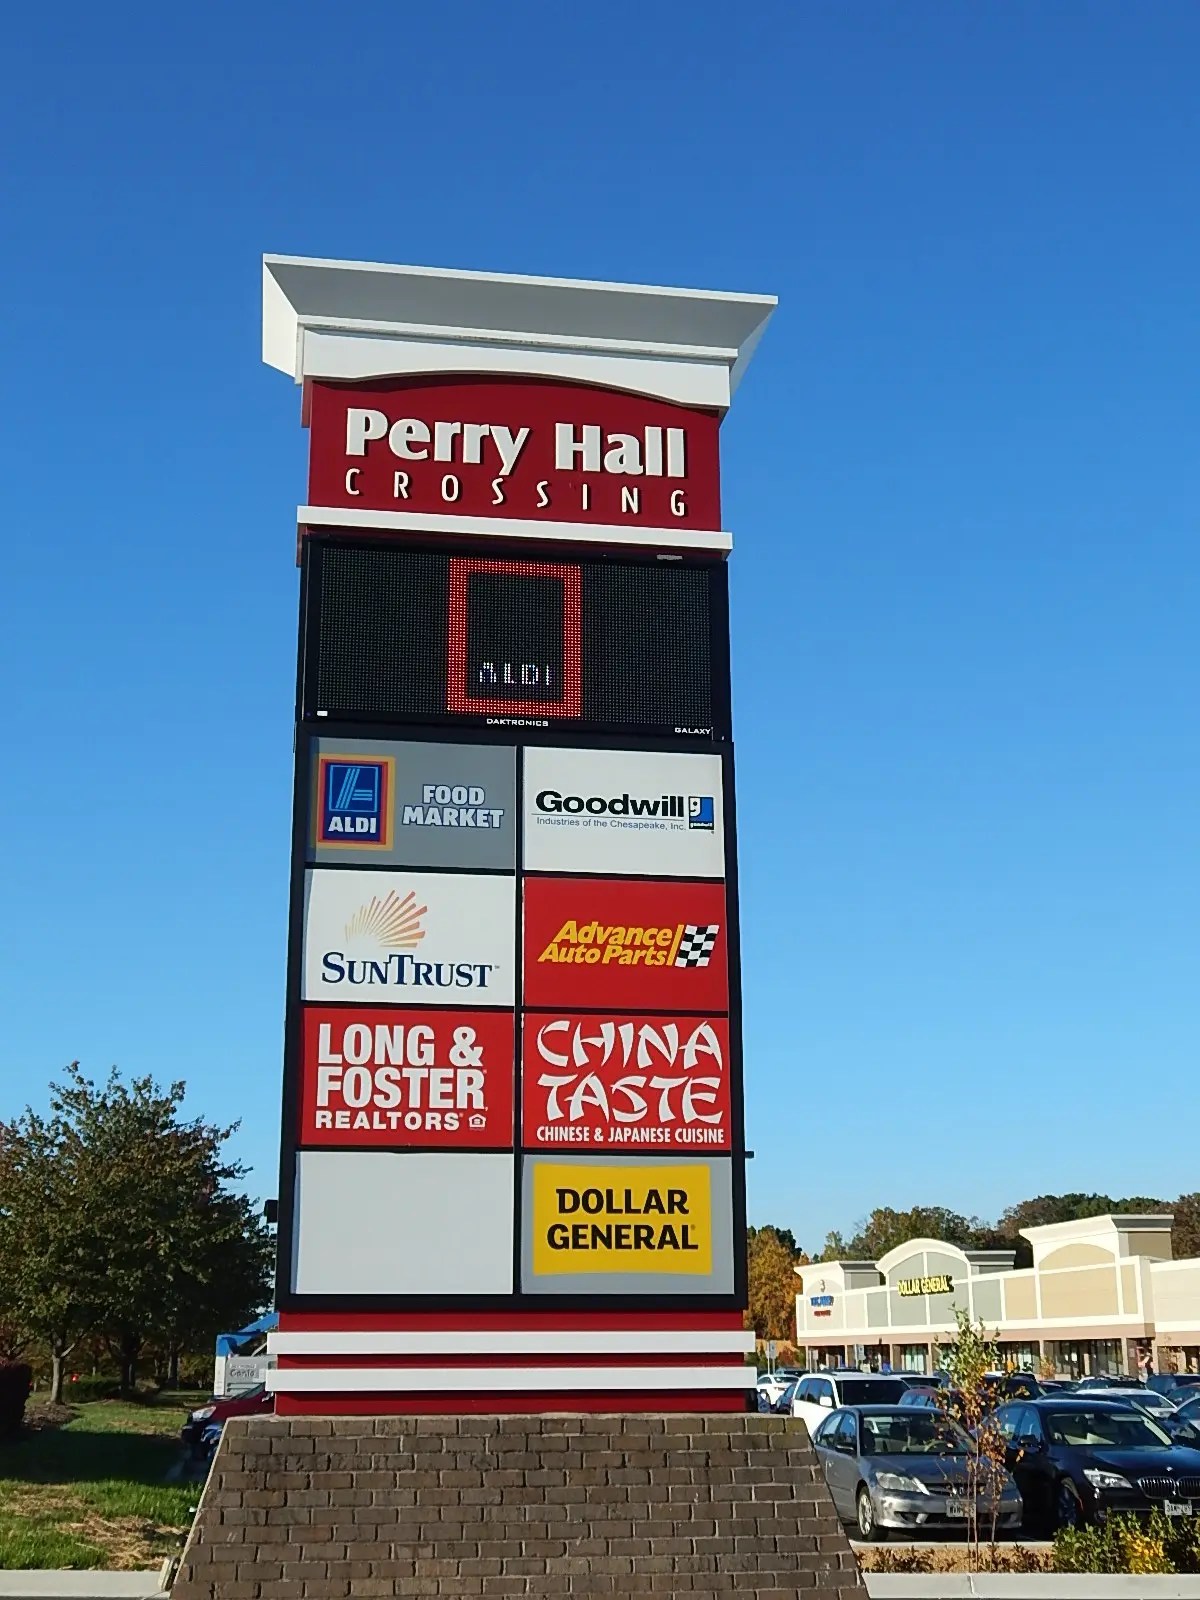 Perry Hall
CROSSING
ALDI
DAKTRONICS
GALAXY
ALDI
FOOD
MARKET
Goodwill
Industries of the Chesapeake, Inc.
g
goodwill
SUNTRUST
Advance
Auto Parts
LONG &
FOSTER
REALTORS
CHINA
TASTE
CHINESE & JAPANESE CUISINE
DOLLAR
GENERAL
DOLLAR GENERAL